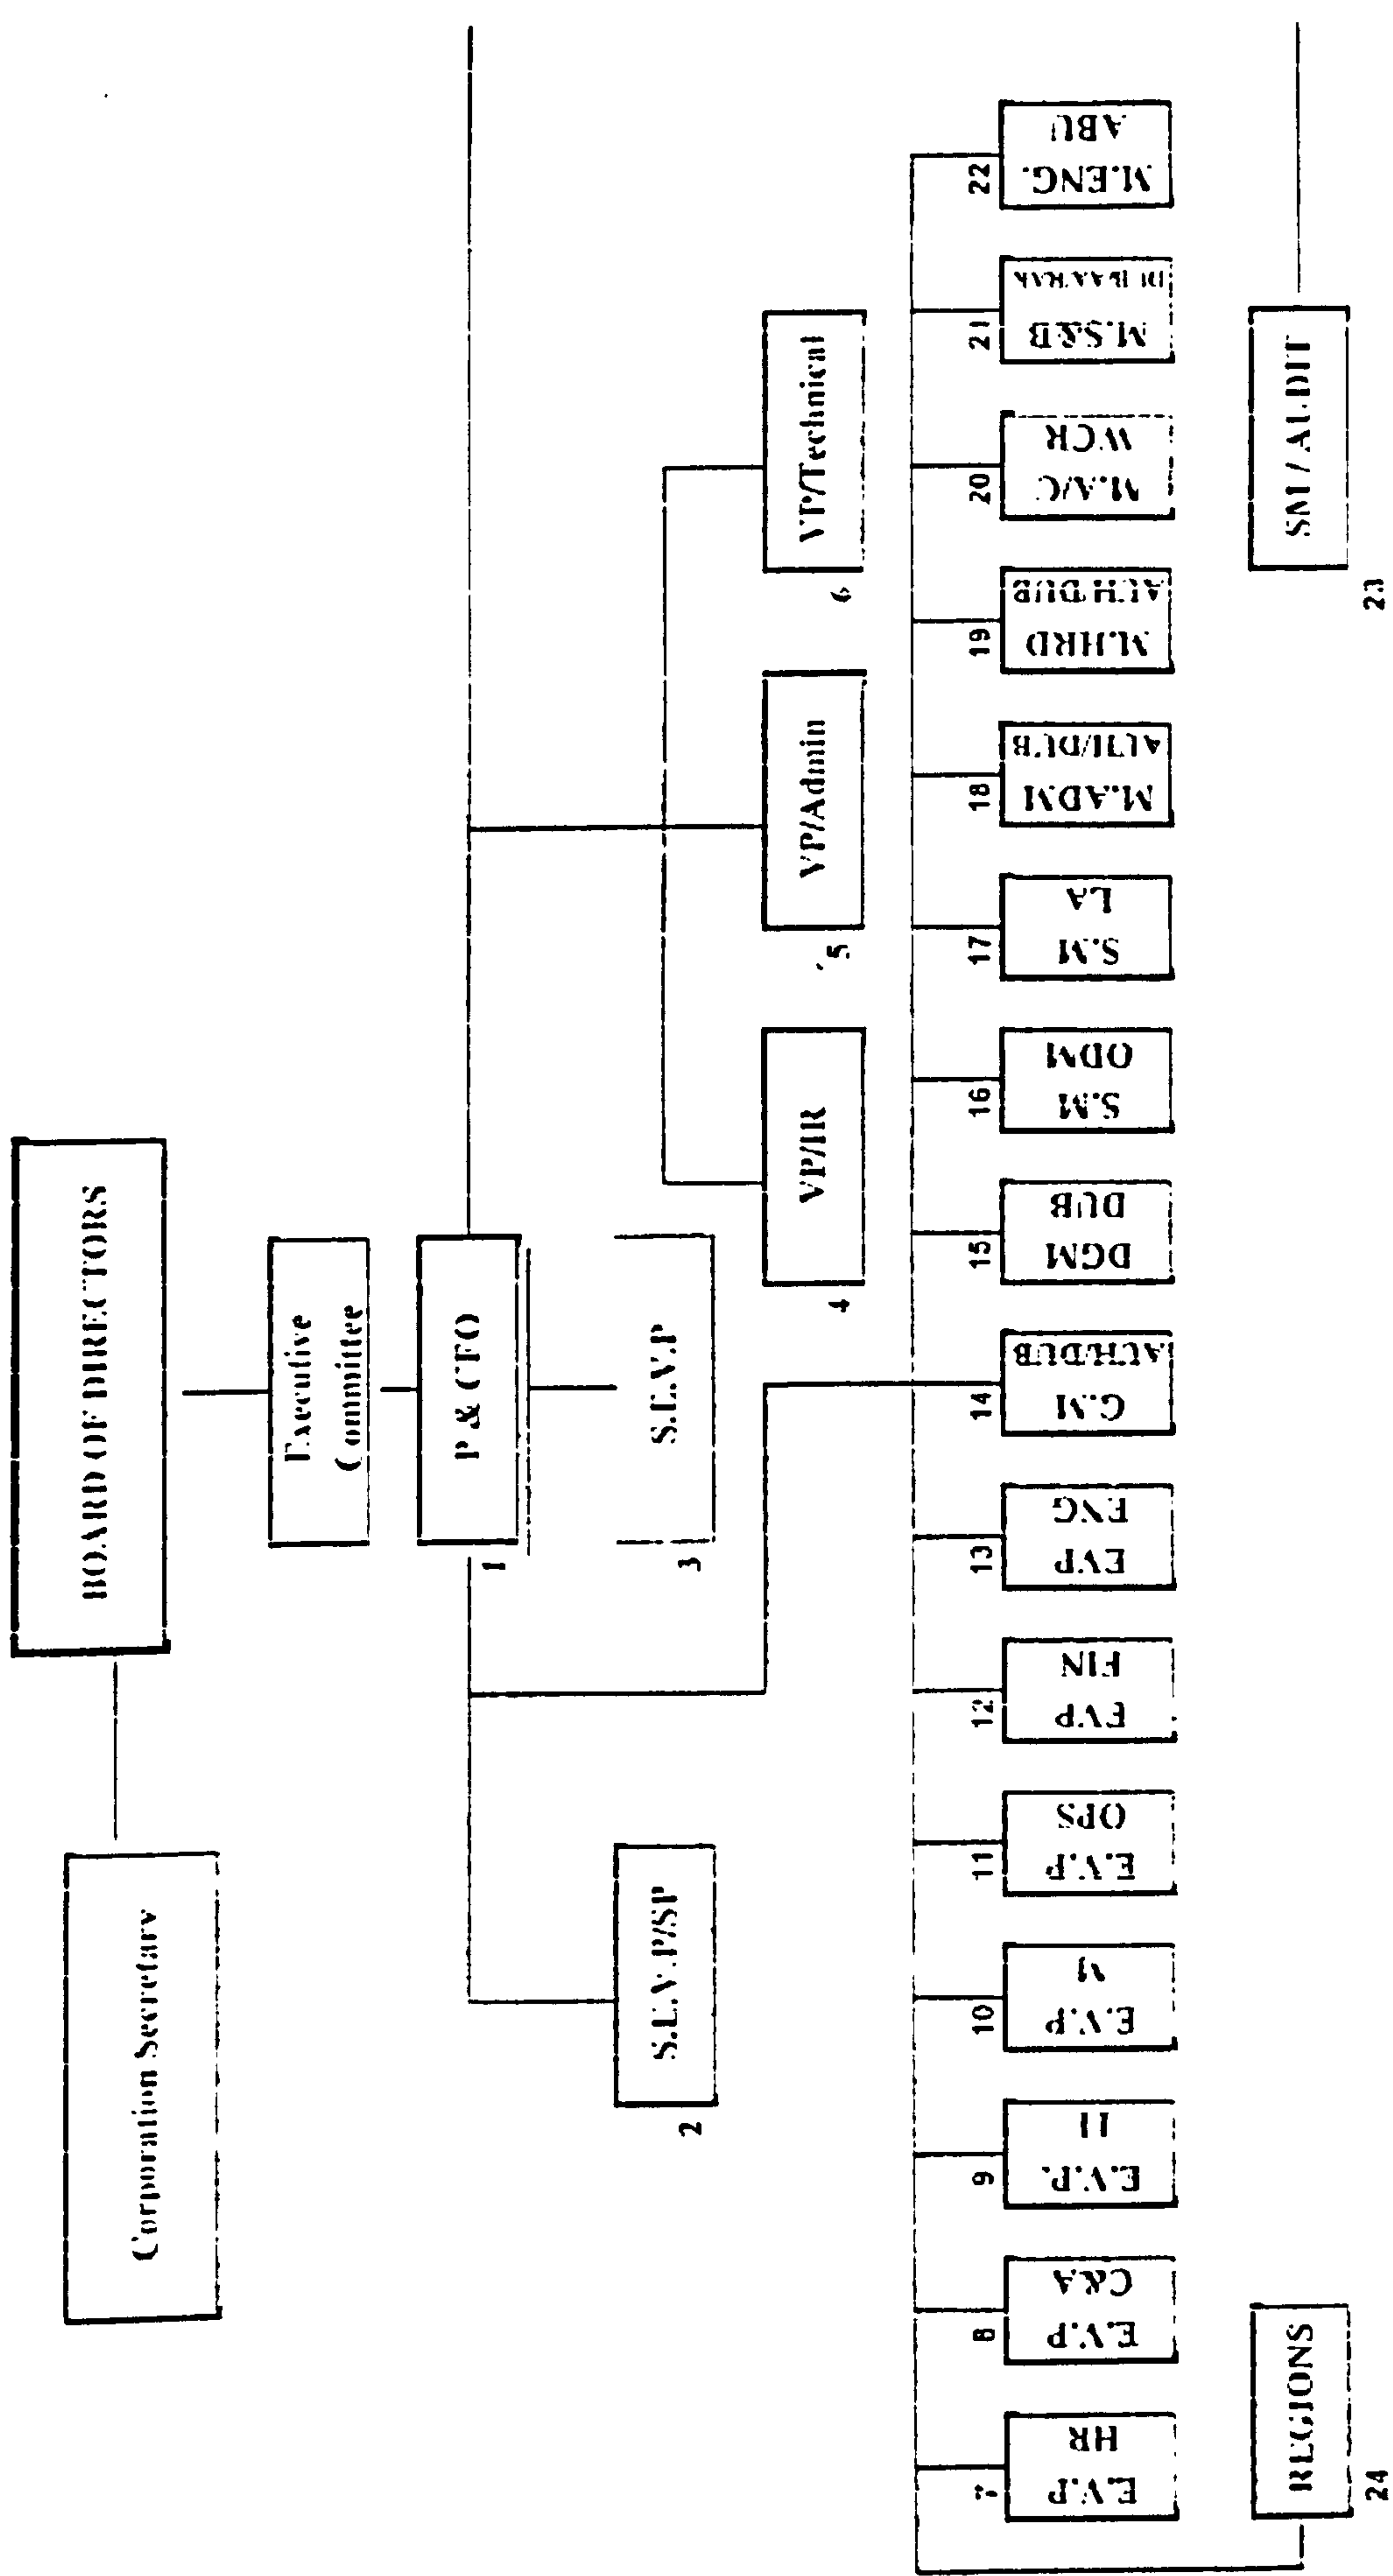 BOARD OF DIRECTORS
Corporation Secretary
Executive
Committee
P & CEO
1
S.E.V.P/SP
2
S.E.V.P
3
VP/IR
4
VP/Admin
5
VP/Technical
6
7
E.V.P
HR
8
E.V.P
C&A
9
E.V.P.
10
E.V.P
M
11
E.V.P
OPS
12
EVP
FIN
13
EVP
ENG
14
G.M
AUH/DUB
15
DGM
DUB
16
S.M
ODM
17
S.M
LA
18
M.ADM
AUH/DUB
19
M.HRD
AUH/DUB
20
M.A/C
WCR
21
M.S&B
22
M.ENG.
ABU
REGIONS
24
SM / AUDIT
23